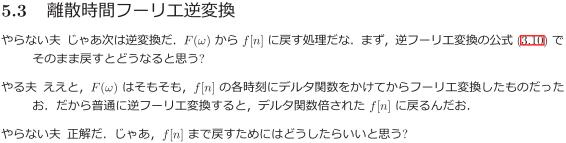 5.3 離散時間フーリエ逆変換
やらない夫 じゃあ次は逆変換だ．F(ω) から f[n] に戻す処理だな．まず，逆フーリエ変換の公式 (3.10) で
そのまま戻すとどうなると思う?
やる夫 ええと，F(ω) はそもそも，f[n] の各時刻にデルタ関数をかけてからフーリエ変換したものだった
お．だから普通に逆フーリエ変換すると，デルタ関数倍された f[n] に戻るんだお．
やらない夫 正解だ．じゃあ，f[n] まで戻すためにはどうしたらいいと思う?